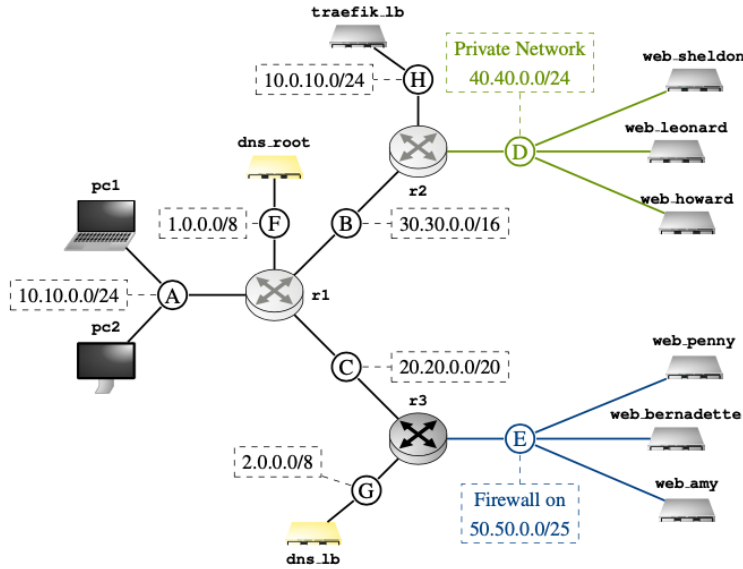 traefik_lb
10.0.10.0/24
H
Private Network
40.40.0.0/24
web_sheldon
web_leonard
D
web_howard
r2
dns_root
pc1
1.0.0.0/8
F
B
30.30.0.0/16
10.10.0.0/24
A
r1
pc2
C
20.20.0.0/20
web_penny
r3
web_bernadette
E
2.0.0.0/8
G
web_amy
Firewall on
50.50.0.0/25
dns_lb